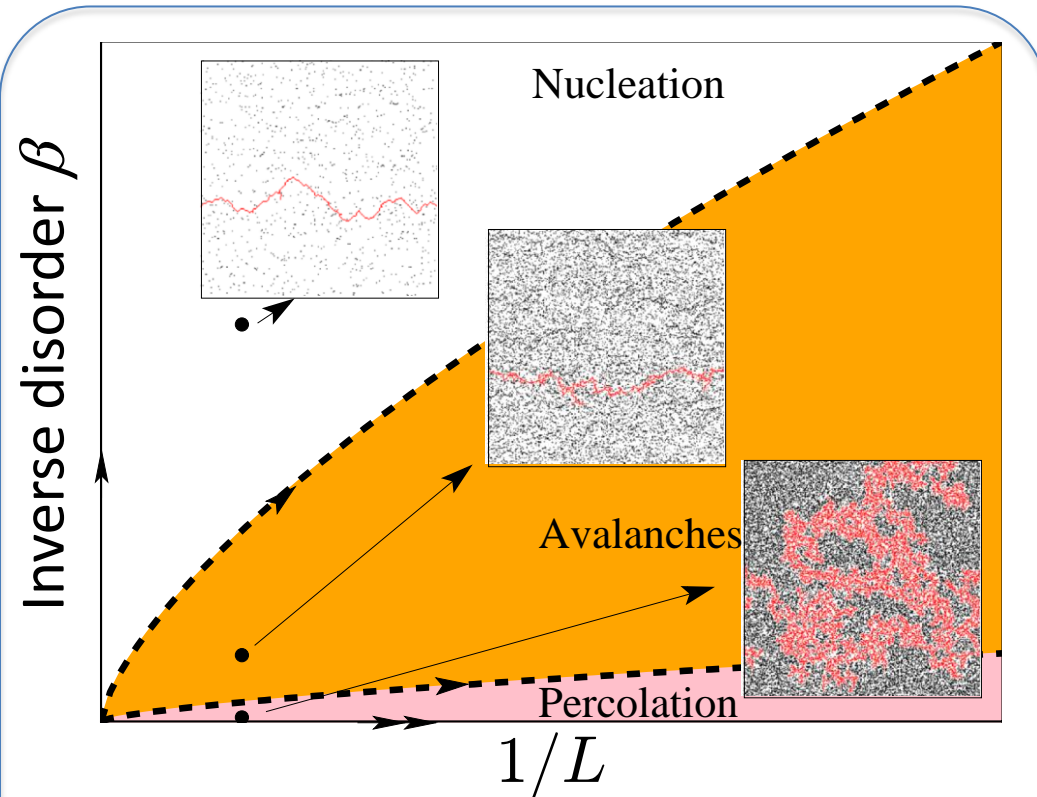 Nucleation
Inverse disorder β
Avalanches
Percolation
1/L